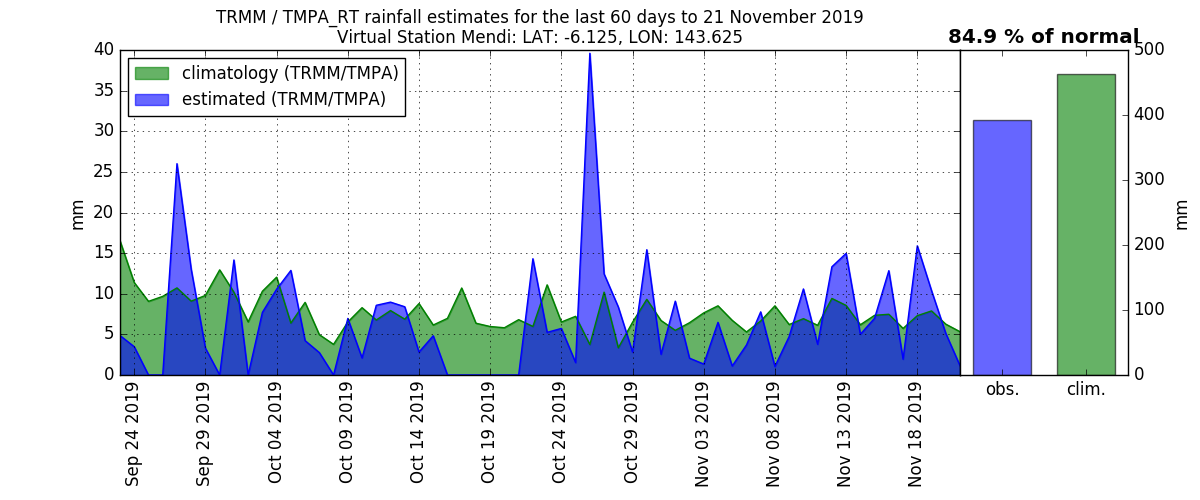 TRMM / TMPA_RT rainfall estimates for the last 60 days to 21 November 2019
Virtual Station Mendi: LAT: -6.125, LON: 143.625
84.9 % of normal
climatology (TRMM/TMPA)
estimated (TRMM/TMPA)
40
35
30
25
20
15
10
5
0
mm
Sep 24 2019
Sep 29 2019
Oct 04 2019
Oct 09 2019
Oct 14 2019
Oct 19 2019
Oct 24 2019
Oct 29 2019
Nov 03 2019
Nov 08 2019
Nov 13 2019
Nov 18 2019
500
400
300
200
100
0
mm
obs.
clim.